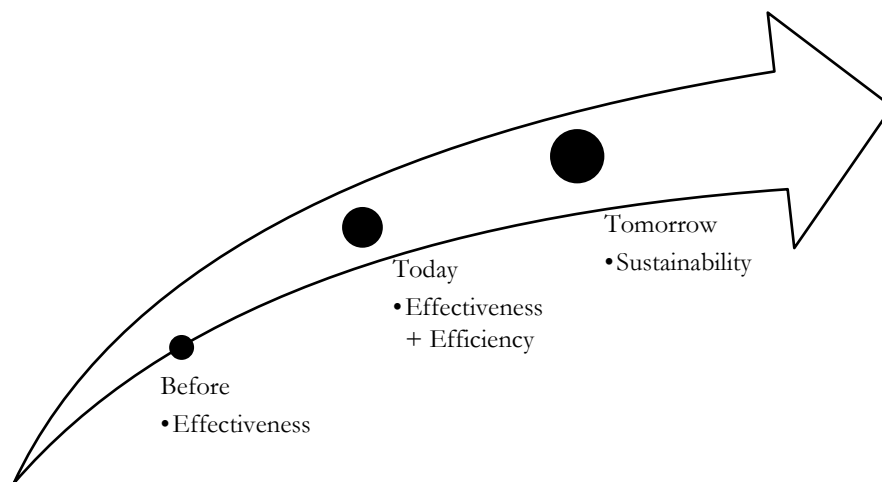 Before
•Effectiveness
Today
•Effectiveness
+ Efficiency
Tomorrow
•Sustainability